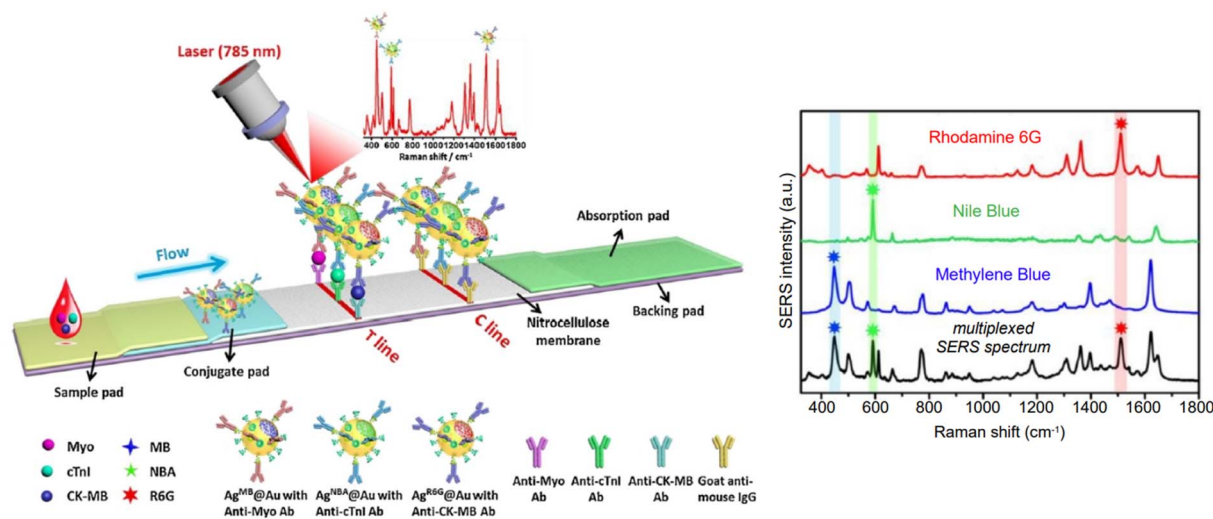 Laser (785 nm)
400 600 800 1000 1200 1400 1600 1800
Raman shift / cm⁻¹
Flow
Absorption pad
Backing pad
Nitrocellulose
membrane
C line
T line
Conjugate pad
Sample pad
Myo
cTnI
CK-MB
MB
NBA
R6G
Ag^MB@Au with
Anti-Myo Ab
Ag^NBA@Au with
Anti-cTnI Ab
Ag^R6G@Au with
Anti-CK-MB Ab
Anti-Myo
Ab
Anti-cTnI
Ab
Anti-CK-MB
Ab
Goat anti-
mouse IgG
SERS intensity (a.u.)
Rhodamine 6G
Nile Blue
Methylene Blue
multiplexed
SERS spectrum
400 600 800 1000 1200 1400 1600 1800
Raman shift (cm⁻¹)